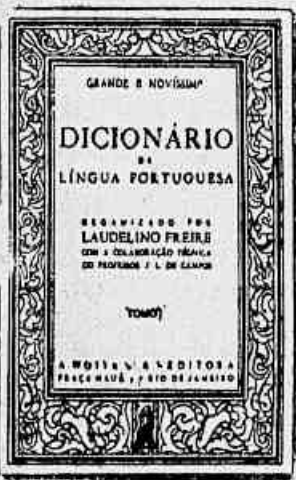 GRANDE E NOVÍSSIMO
DICIONÁRIO
DA
LÍNGUA PORTUGUESA
ORGANIZADO POR
LAUDELINO FREIRE
COM A COLABORAÇÃO TÉCNICA
DO PROFESSOR J. L. DE CAMPOS
TOMO
A NOITE EDITORA
PRAÇA MAUÁ, 7 RIO DE JANEIRO